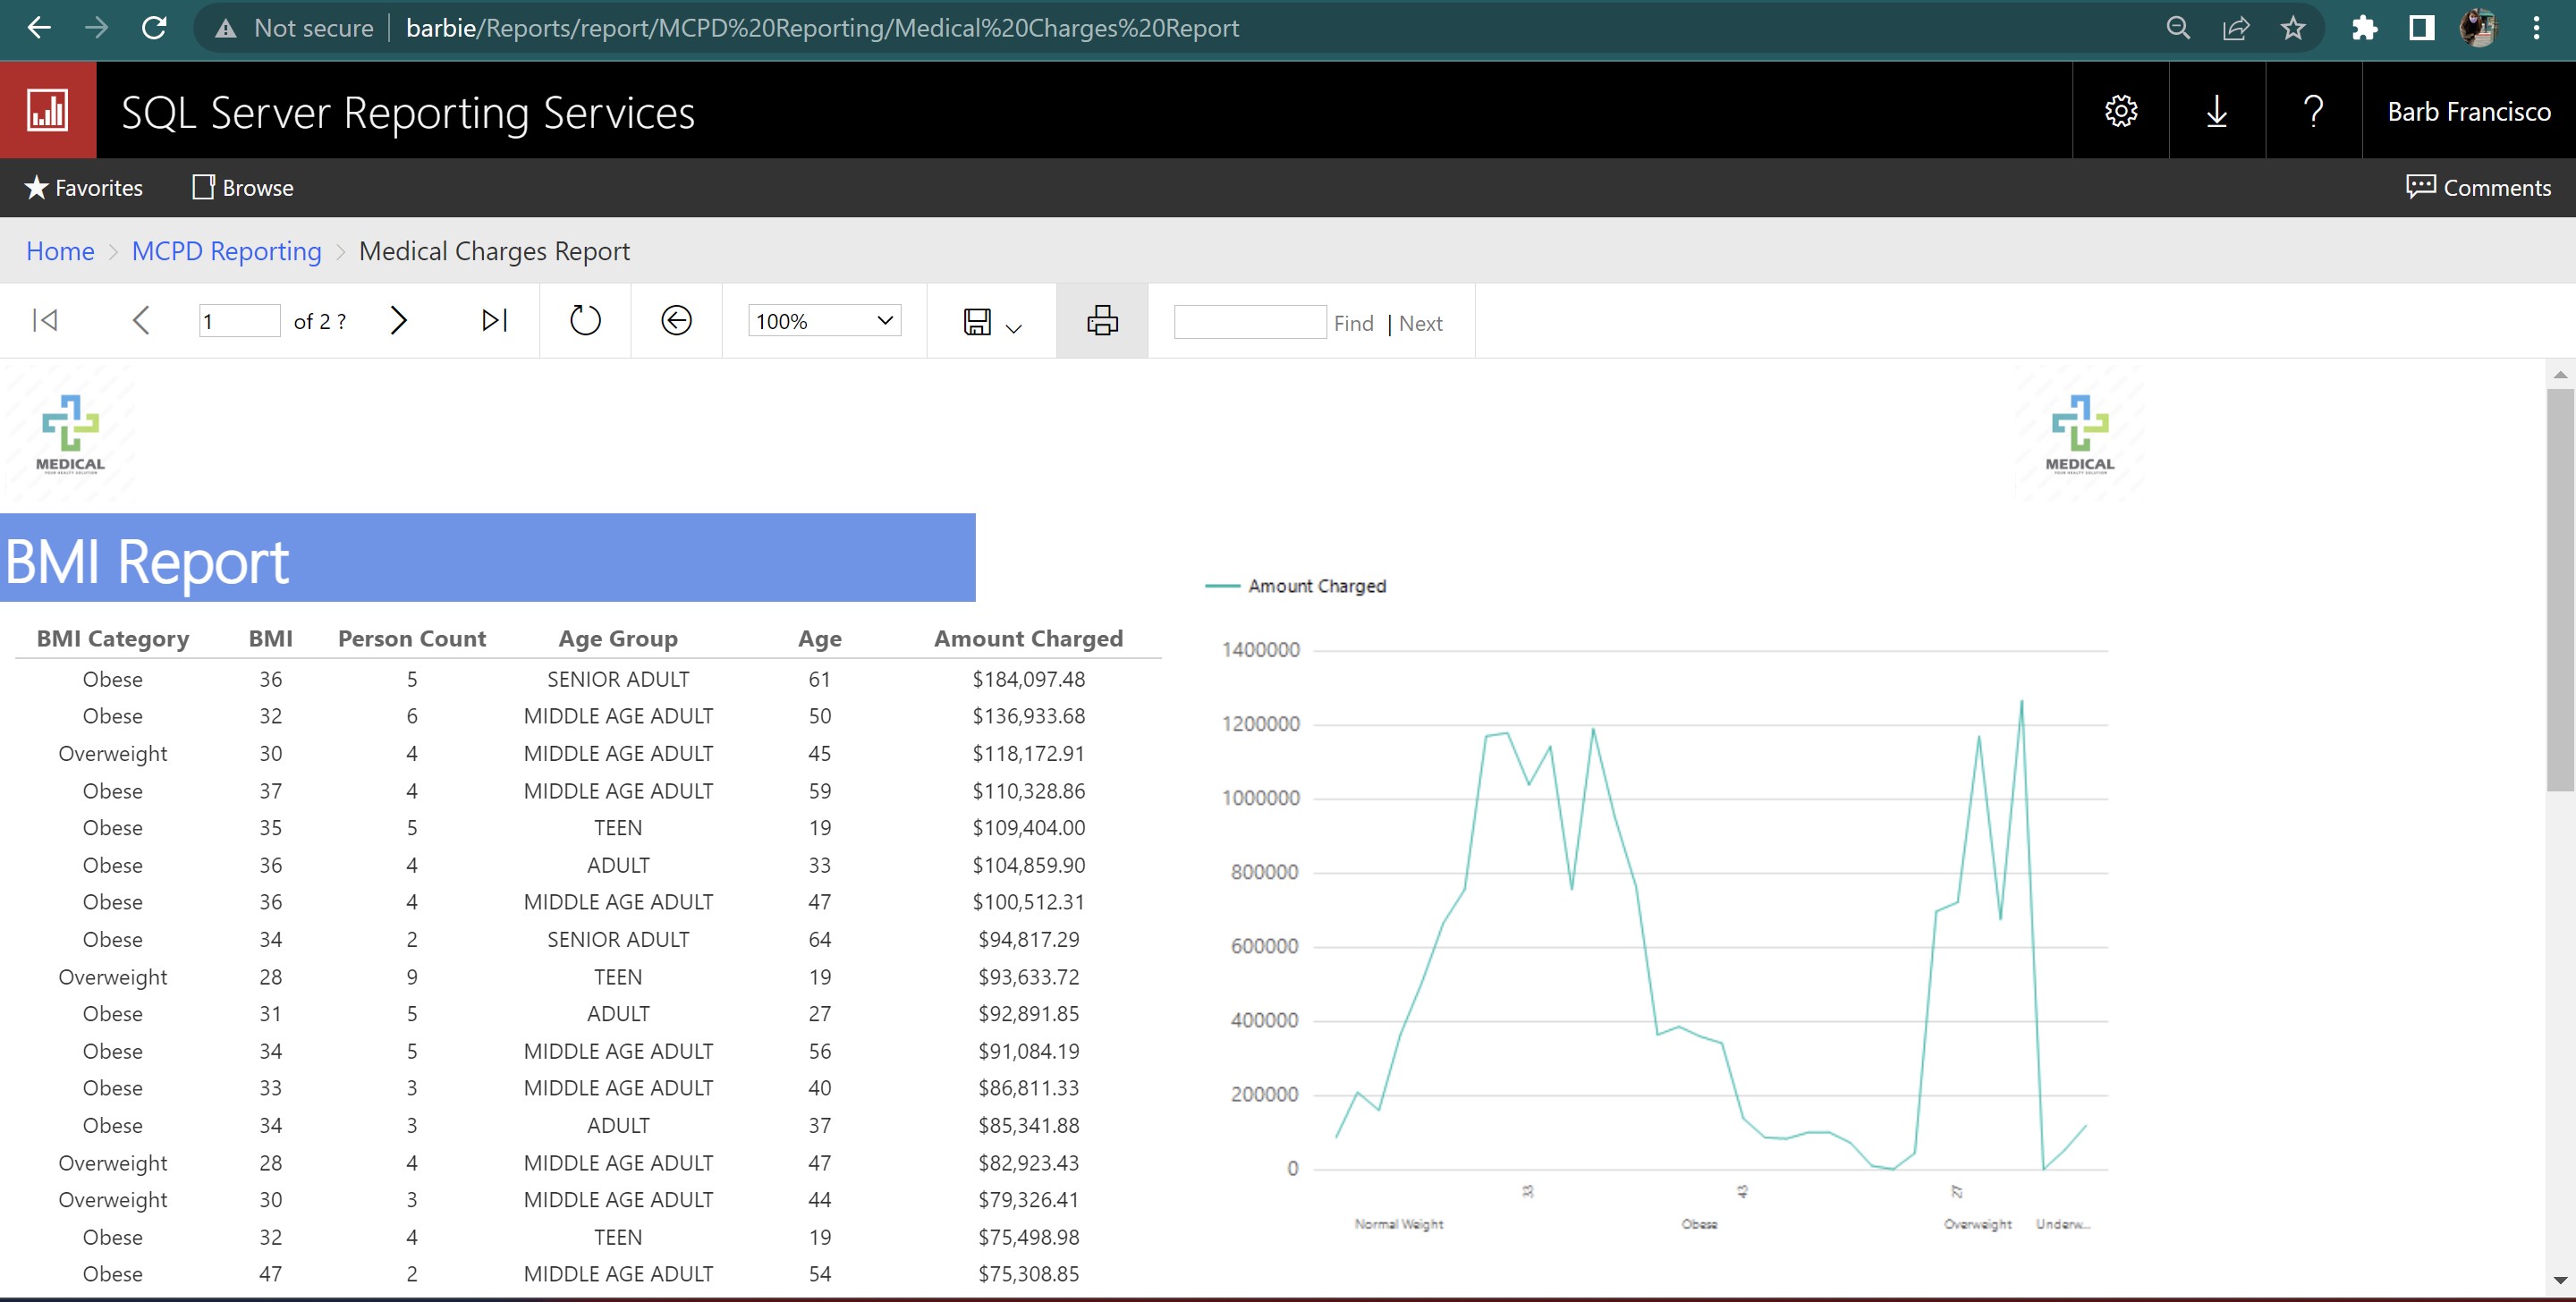 Not secure | barbie/Reports/report/MCPD%20Reporting/Medical%20Charges%20Report
SQL Server Reporting Services
Barb Francisco
Favorites Browse Comments
Home > MCPD Reporting > Medical Charges Report
1 of 2 ? 100% Find | Next
MEDICAL
MEDICAL
BMI Report
BMI Category BMI Person Count Age Group Age Amount Charged
Obese 36 5 SENIOR ADULT 61 $184,097.48
Obese 32 6 MIDDLE AGE ADULT 50 $136,933.68
Overweight 30 4 MIDDLE AGE ADULT 45 $118,172.91
Obese 37 4 MIDDLE AGE ADULT 59 $110,328.86
Obese 35 5 TEEN 19 $109,404.00
Obese 36 4 ADULT 33 $104,859.90
Obese 36 4 MIDDLE AGE ADULT 47 $100,512.31
Obese 34 2 SENIOR ADULT 64 $94,817.29
Overweight 28 9 TEEN 19 $93,633.72
Obese 31 5 ADULT 27 $92,891.85
Obese 34 5 MIDDLE AGE ADULT 56 $91,084.19
Obese 33 3 MIDDLE AGE ADULT 40 $86,811.33
Obese 34 3 ADULT 37 $85,341.88
Overweight 28 4 MIDDLE AGE ADULT 47 $82,923.43
Overweight 30 3 MIDDLE AGE ADULT 44 $79,326.41
Obese 32 4 TEEN 19 $75,498.98
Obese 47 2 MIDDLE AGE ADULT 54 $75,308.85
Amount Charged
1400000
1200000
1000000
800000
600000
400000
200000
0
33 43 27
Normal Weight Obese Overweight Underw...